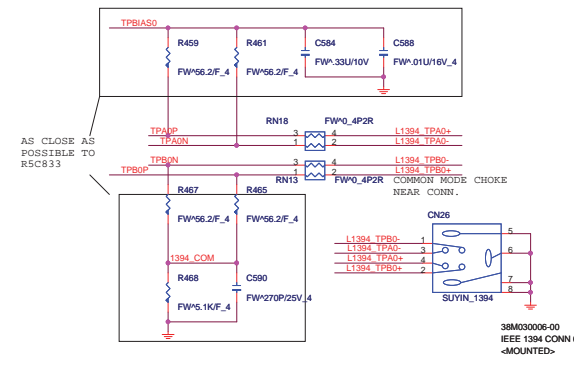 TPBIAS0
R459
R461
C584
C588
FW^56.2/F_4
FW^56.2/F_4
FW^.33U/10V
FW^.01U/16V_4
RN18
FW^0_4P2R
AS CLOSE AS
POSSIBLE TO
R5C833
TPA0P
3
4
L1394_TPA0+
TPA0N
1
2
L1394_TPA0-
TPB0N
3
4
L1394_TPB0-
TPB0P
1
2
L1394_TPB0+
RN13
FW^0_4P2R
COMMON MODE CHOKE
NEAR CONN.
R467
R465
FW^56.2/F_4
FW^56.2/F_4
CN26
L1394_TPB0-
1
L1394_TPA0-
3
L1394_TPA0+
4
L1394_TPB0+
2
5
6
7
8
SUYIN_1394
1394_COM
R468
C590
FW^5.1K/F_4
FW^270P/25V_4
38M030006-00
IEEE 1394 CONN
<MOUNTED>